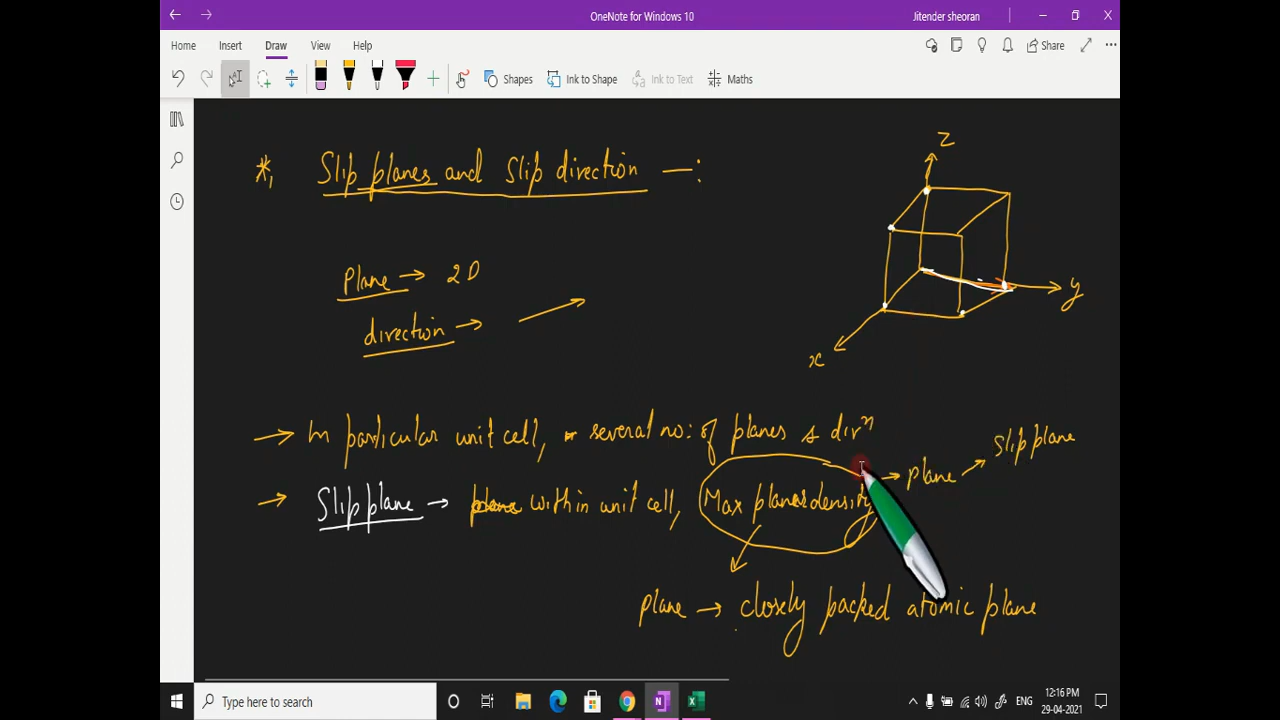 OneNote for Windows 10
Jitender sheoran
Home Insert Draw View Help
Share
Shapes Ink to Shape Ink to Text Maths
*, Slip planes and Slip direction —:
Plane → 2D
direction →
z
y
x
→ In particular unit cell, several no: of planes & dirⁿ
→ Slip plane → plane within unit cell, Max planar density → plane → slip plane
plane → closely packed atomic plane
Type here to search
ENG
12:16 PM
29-04-2021